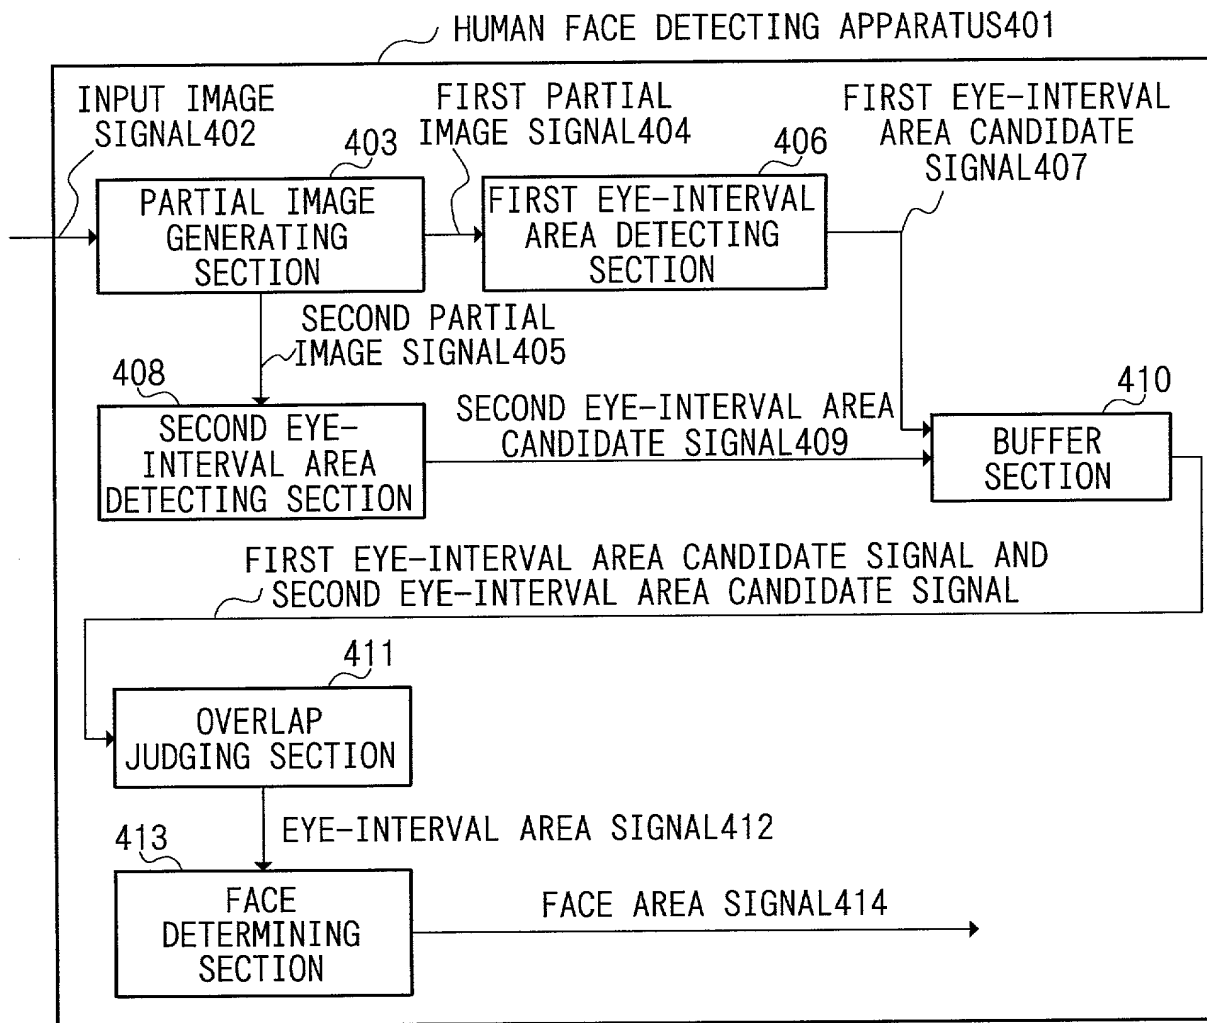 HUMAN FACE DETECTING APPARATUS401
INPUT IMAGE
SIGNAL402
FIRST PARTIAL
IMAGE SIGNAL404
FIRST EYE-INTERVAL
AREA CANDIDATE
SIGNAL407
403
PARTIAL IMAGE
GENERATING
SECTION
406
FIRST EYE-INTERVAL
AREA DETECTING
SECTION
SECOND PARTIAL
IMAGE SIGNAL405
408
SECOND EYE-
INTERVAL AREA
DETECTING SECTION
SECOND EYE-INTERVAL AREA
CANDIDATE SIGNAL409
410
BUFFER
SECTION
FIRST EYE-INTERVAL AREA CANDIDATE SIGNAL AND
SECOND EYE-INTERVAL AREA CANDIDATE SIGNAL
411
OVERLAP
JUDGING SECTION
EYE-INTERVAL AREA SIGNAL412
413
FACE
DETERMINING
SECTION
FACE AREA SIGNAL414